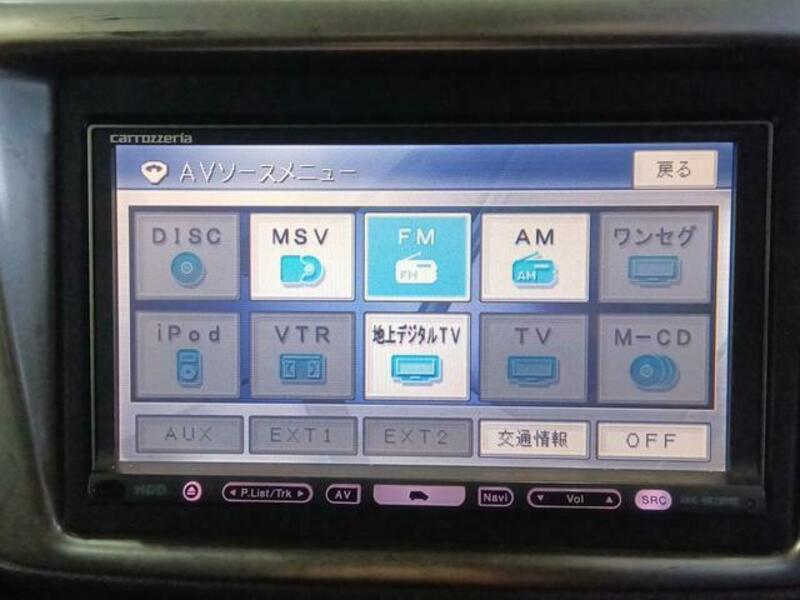 carrozzeria
AVソースメニュー 戻る
DISC MSV FM AM ワンセグ
FM AM
iPod VTR 地上デジタルTV TV M-CD
AUX EXT1 EXT2 交通情報 OFF
HDD P.List/Trk AV Navi Vol SRC